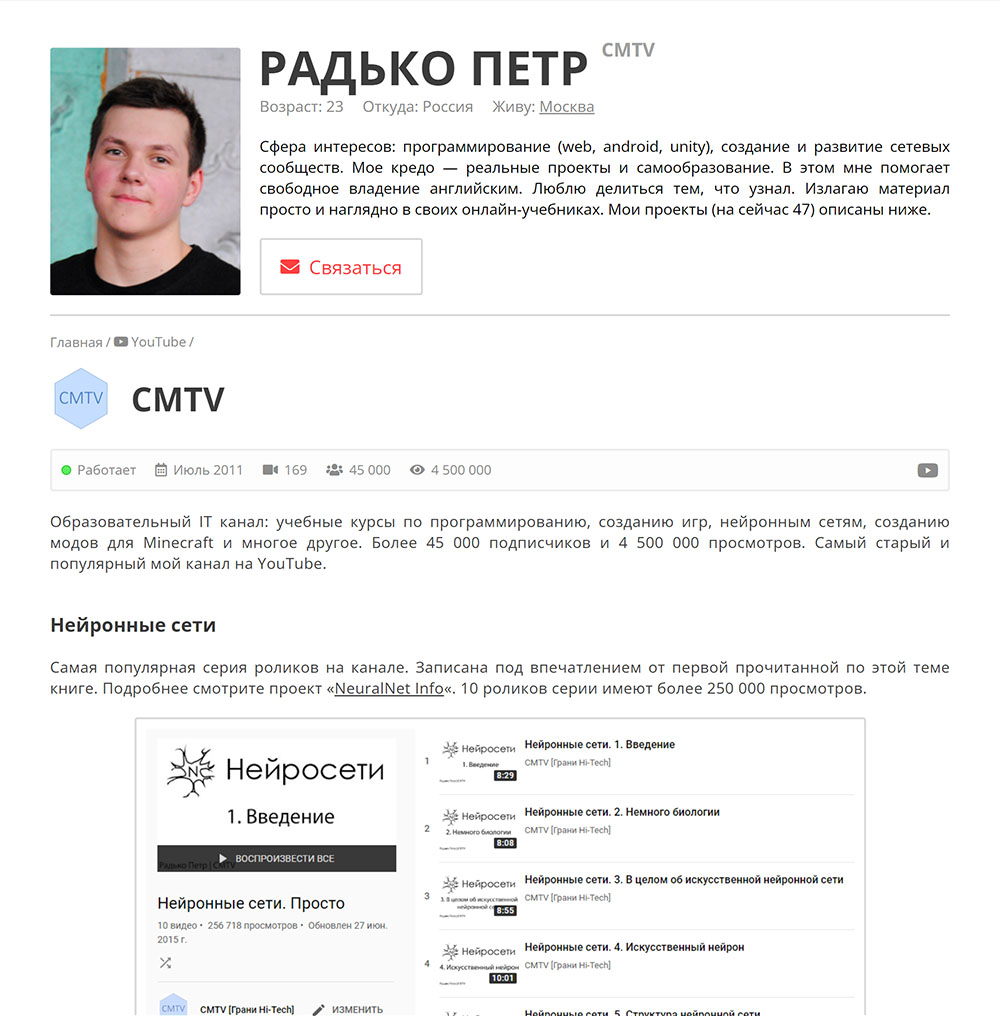 РАДЬКО ПЕТР CMTV
Возраст: 23 Откуда: Россия Живу: Москва
Сфера интересов: программирование (web, android, unity), создание и развитие сетевых
сообществ. Мое кредо — реальные проекты и самообразование. В этом мне помогает
свободное владение английским. Люблю делиться тем, что узнал. Излагаю материал
просто и наглядно в своих онлайн-учебниках. Мои проекты (на сейчас 47) описаны ниже.
Связаться
Главная / YouTube /
CMTV
CMTV
Работает Июль 2011 169 45 000 4 500 000
Образовательный IT канал: учебные курсы по программированию, созданию игр, нейронным сетям, созданию
модов для Minecraft и многое другое. Более 45 000 подписчиков и 4 500 000 просмотров. Самый старый и
популярный мой канал на YouTube.
Нейронные сети
Самая популярная серия роликов на канале. Записана под впечатлением от первой прочитанной по этой теме
книге. Подробнее смотрите проект «NeuralNet Info«. 10 роликов серии имеют более 250 000 просмотров.
NC Нейросети
1. Введение
Радько Петр | CMTV
ВОСПРОИЗВЕСТИ ВСЕ
Нейронные сети. Просто
10 видео • 256 718 просмотров • Обновлен 27 июн.
2015 г.
CMTV
CMTV [Грани Hi-Tech]
ИЗМЕНИТЬ
1
Нейросети
1. Введение
8:29
Нейронные сети. 1. Введение
CMTV [Грани Hi-Tech]
2
Нейросети
2. Немного биологии
8:08
Нейронные сети. 2. Немного биологии
CMTV [Грани Hi-Tech]
3
Нейросети
3. В целом об искусственной
нейронной
8:55
Нейронные сети. 3. В целом об искусственной нейронной сети
CMTV [Грани Hi-Tech]
4
Нейросети
4. Искусственный нейрон
10:01
Нейронные сети. 4. Искусственный нейрон
CMTV [Грани Hi-Tech]
Нейронные сети. 5. Структура нейронной сети